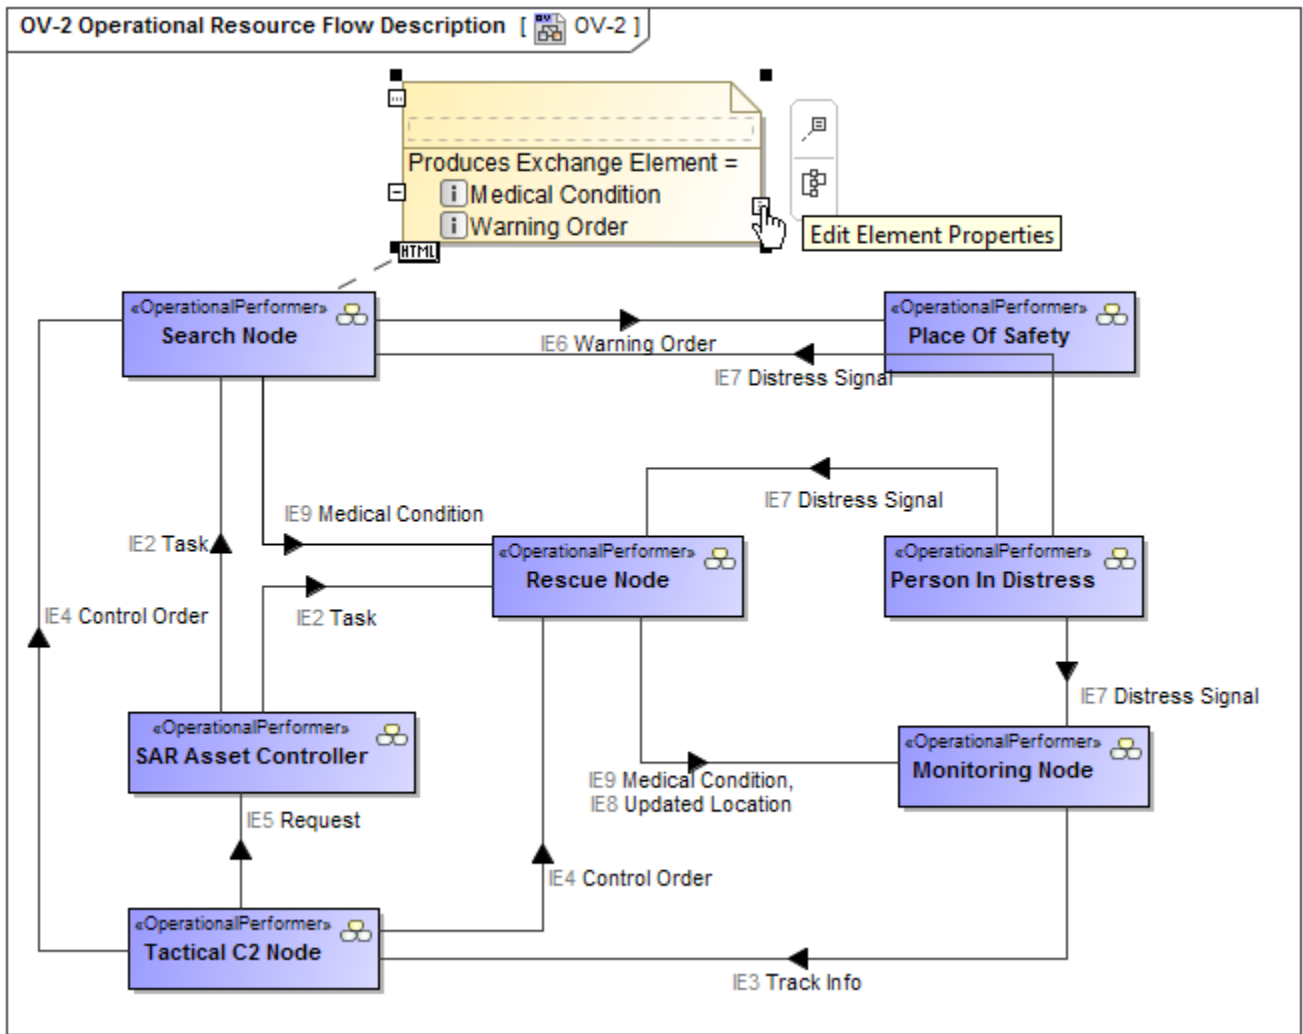 OV-2 Operational Resource Flow Description [ OV-2 ]
Produces Exchange Element =
Medical Condition
Warning Order
HTML
Edit Element Properties
«OperationalPerformer»
Search Node
«OperationalPerformer»
Place Of Safety
IE6 Warning Order
IE7 Distress Signal
IE7 Distress Signal
IE9 Medical Condition
IE2 Task
«OperationalPerformer»
Rescue Node
«OperationalPerformer»
Person In Distress
IE4 Control Order
IE2 Task
IE7 Distress Signal
«OperationalPerformer»
SAR Asset Controller
«OperationalPerformer»
Monitoring Node
IE9 Medical Condition,
IE8 Updated Location
IE5 Request
IE4 Control Order
«OperationalPerformer»
Tactical C2 Node
IE3 Track Info